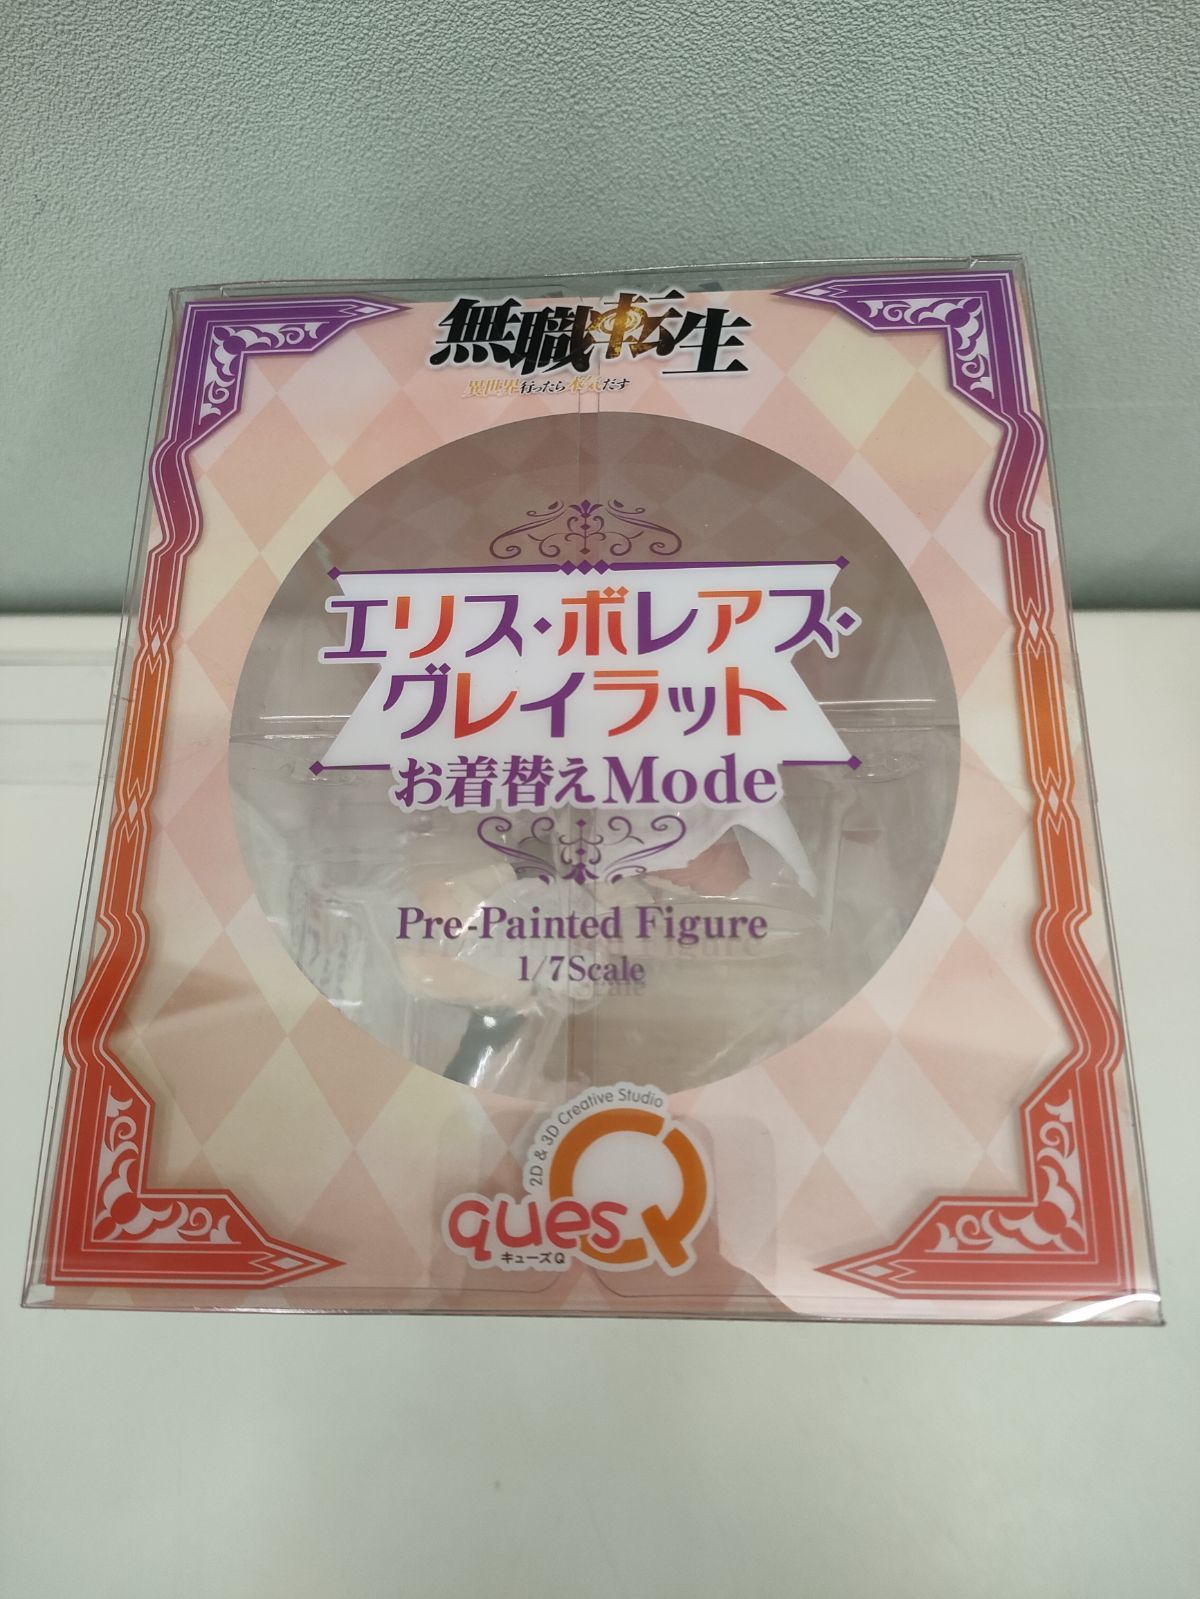 無職転生
異世界行ったら本気だす
エリス・ボレアス・
グレイラット
お着替えMode
Pre-Painted Figure
1/7Scale
2D & 3D Creative Studio
quesQ
キューズQ